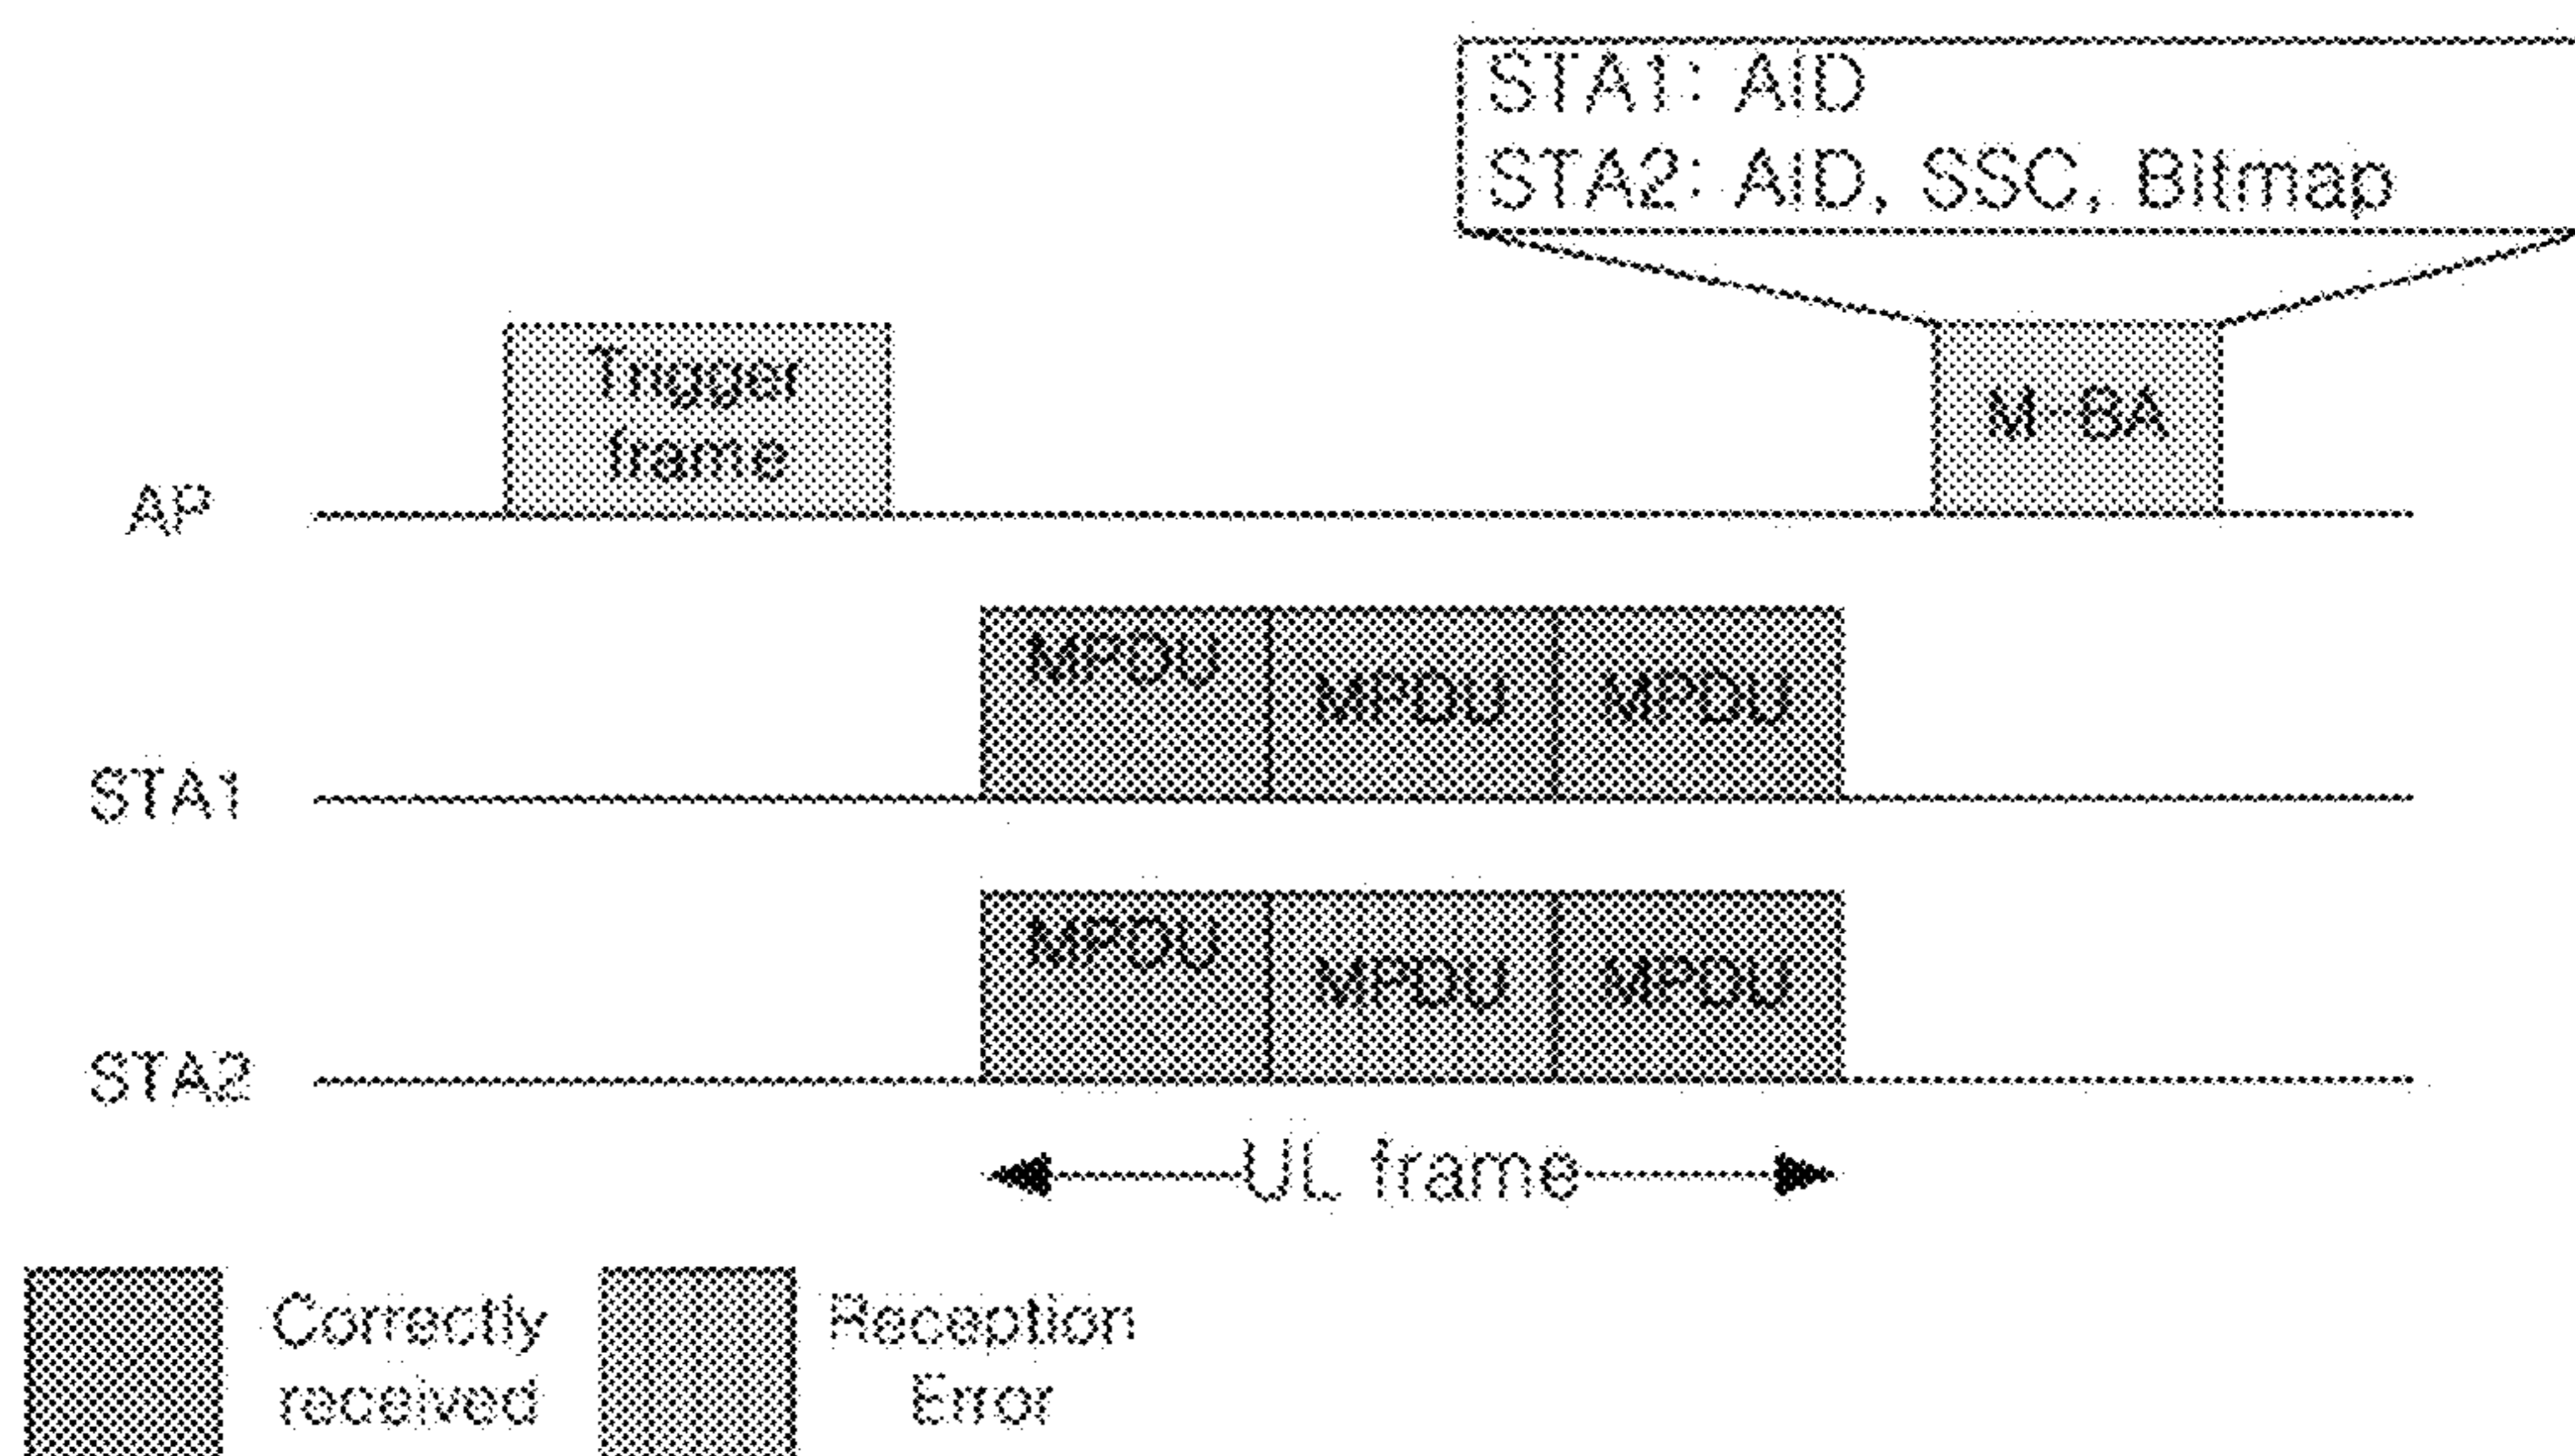 STA1: AID
STA2: AID, SSC, Bitmap
Trigger
frame
M-BA
AP
MPDU
MPDU
MPDU
STA1
MPDU
MPDU
MPDU
STA2
UL frame
Correctly
received
Reception
Error